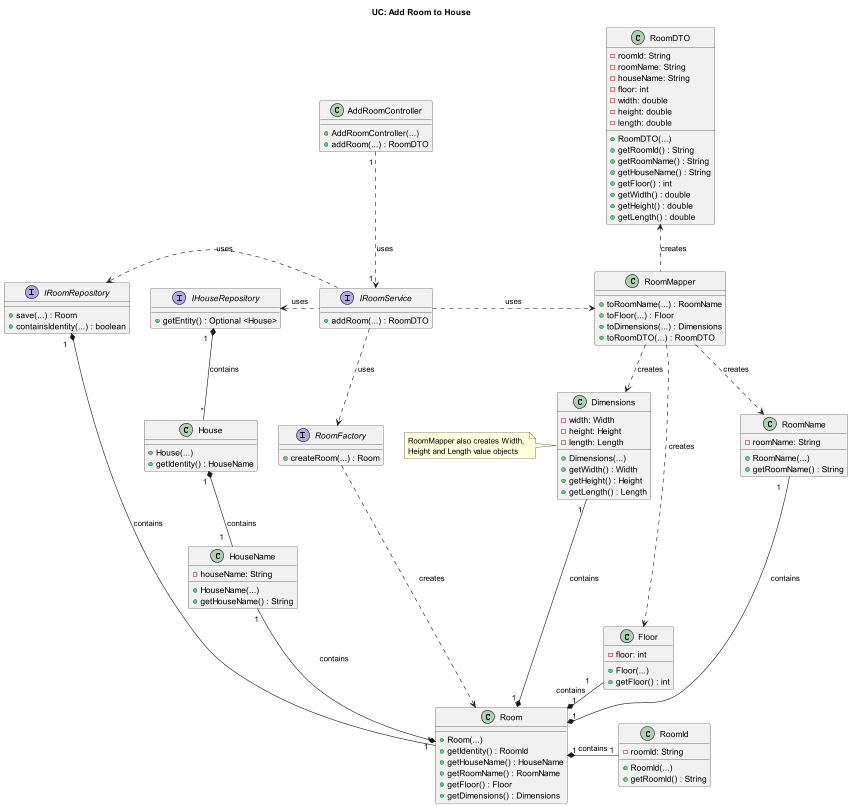 UC: Add Room to House
C RoomDTO
roomId: String
roomName: String
houseName: String
floor: int
width: double
height: double
length: double
RoomDTO(...)
getRoomId() : String
getRoomName() : String
getHouseName() : String
getFloor() : int
getWidth() : double
getHeight() : double
getLength() : double
C AddRoomController
AddRoomController(...)
addRoom(...) : RoomDTO
1
uses
1
uses
creates
I IRoomRepository
save(...) : Room
containsIdentity(...) : boolean
1
I IHouseRepository
getEntity() : Optional <House>
1
uses
I IRoomService
addRoom(...) : RoomDTO
uses
C RoomMapper
toRoomName(...) : RoomName
toFloor(...) : Floor
toDimensions(...) : Dimensions
toRoomDTO(...) : RoomDTO
contains
*
uses
creates
creates
creates
C House
House(...)
getIdentity() : HouseName
1
I RoomFactory
createRoom(...) : Room
RoomMapper also creates Width,
Height and Length value objects
C Dimensions
width: Width
height: Height
length: Length
Dimensions(...)
getWidth() : Width
getHeight() : Height
getLength() : Length
1
C RoomName
roomName: String
RoomName(...)
getRoomName() : String
1
contains
contains
1
C HouseName
houseName: String
HouseName(...)
getHouseName() : String
1
creates
contains
contains
contains
C Floor
floor: int
Floor(...)
getFloor() : int
1
contains
1
1
1
1
1
C Room
Room(...)
getIdentity() : RoomId
getHouseName() : HouseName
getRoomName() : RoomName
getFloor() : Floor
getDimensions() : Dimensions
1 contains 1
C RoomId
roomId: String
RoomId(...)
getRoomId() : String